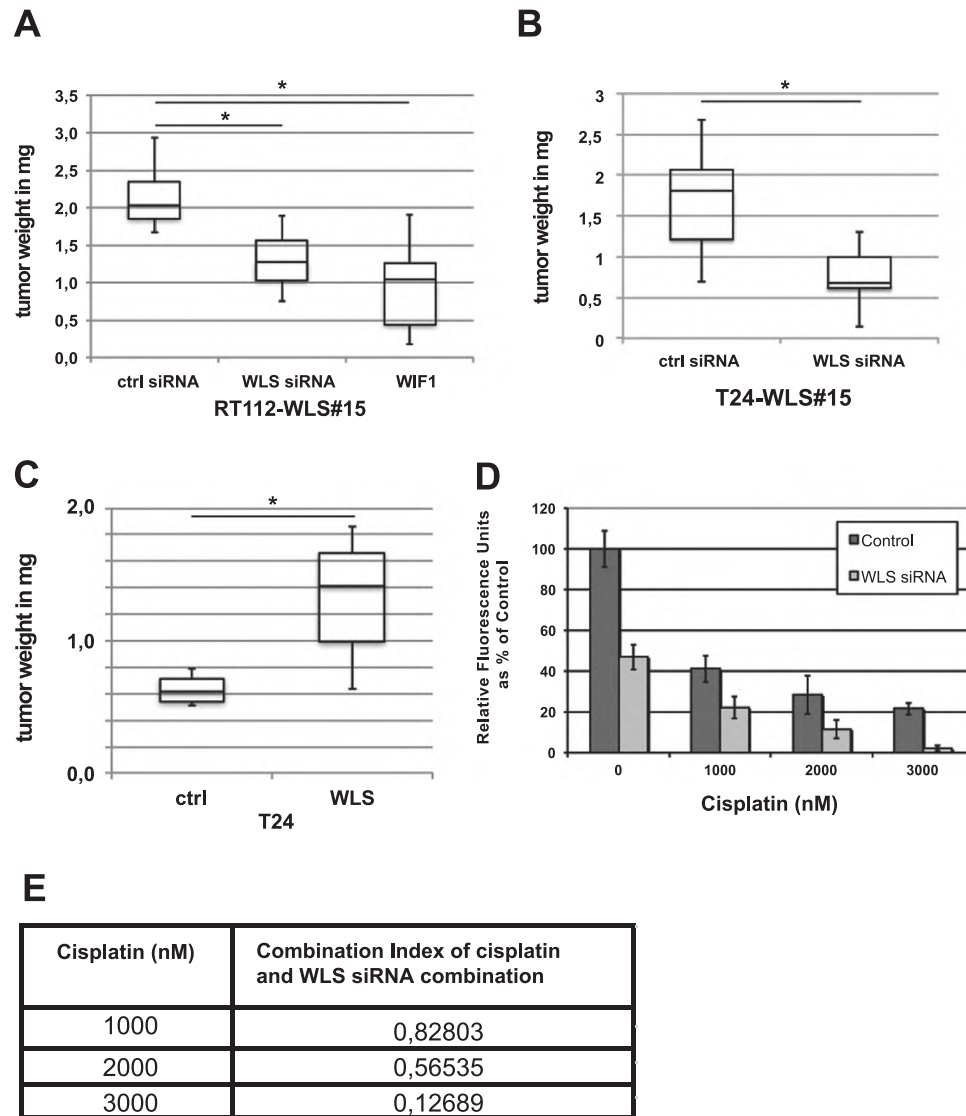 A
tumor weight in mg
3,5
3,0
2,5
2,0
1,5
1,0
0,5
0,0
*
*
ctrl siRNA WLS siRNA WIF1
RT112-WLS#15
B
tumor weight in mg
3
2,5
2
1,5
1
0,5
0
*
ctrl siRNA WLS siRNA
T24-WLS#15
C
tumor weight in mg
2,0
1,0
0,0
*
ctrl WLS
T24
D
Relative Fluorescence Units
as % of Control
120
100
80
60
40
20
0
Control
WLS siRNA
0 1000 2000 3000
Cisplatin (nM)
E
Cisplatin (nM) Combination Index of cisplatin
and WLS siRNA combination
1000 0,82803
2000 0,56535
3000 0,12689